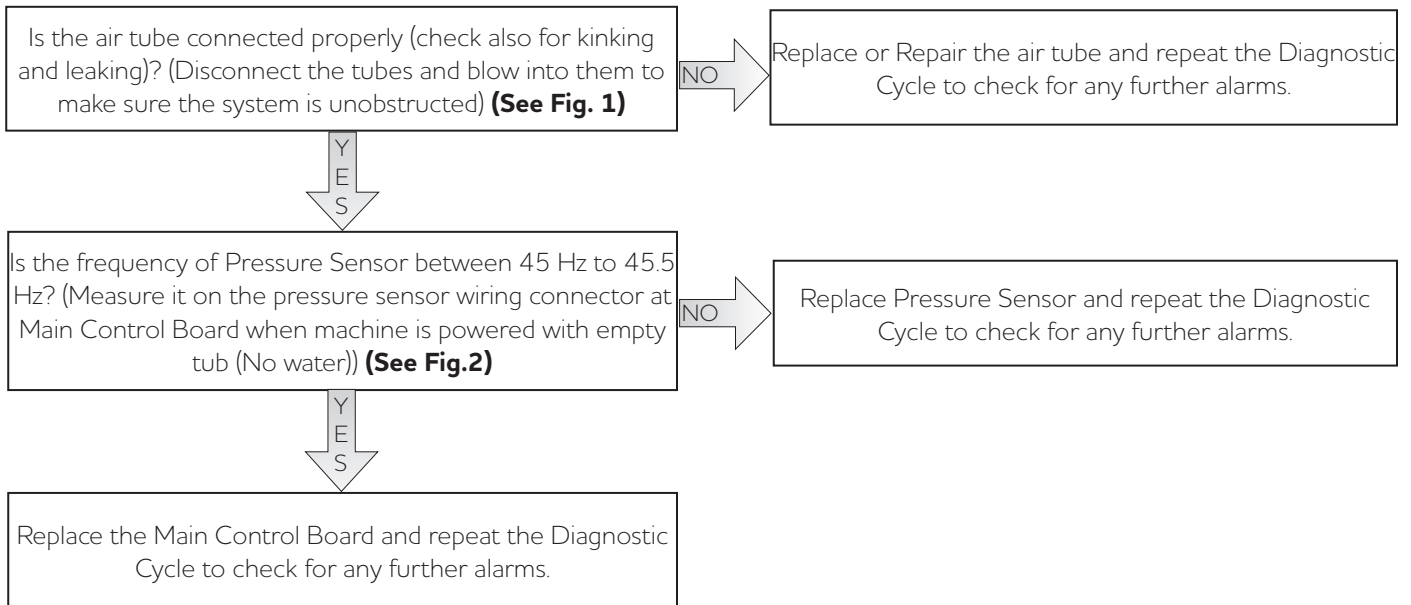 Is the air tube connected properly (check also for kinking
and leaking)? (Disconnect the tubes and blow into them to
make sure the system is unobstructed) (See Fig. 1)
NO
Replace or Repair the air tube and repeat the Diagnostic
Cycle to check for any further alarms.
YES
Is the frequency of Pressure Sensor between 45 Hz to 45.5
Hz? (Measure it on the pressure sensor wiring connector at
Main Control Board when machine is powered with empty
tub (No water)) (See Fig.2)
NO
Replace Pressure Sensor and repeat the Diagnostic
Cycle to check for any further alarms.
YES
Replace the Main Control Board and repeat the Diagnostic
Cycle to check for any further alarms.